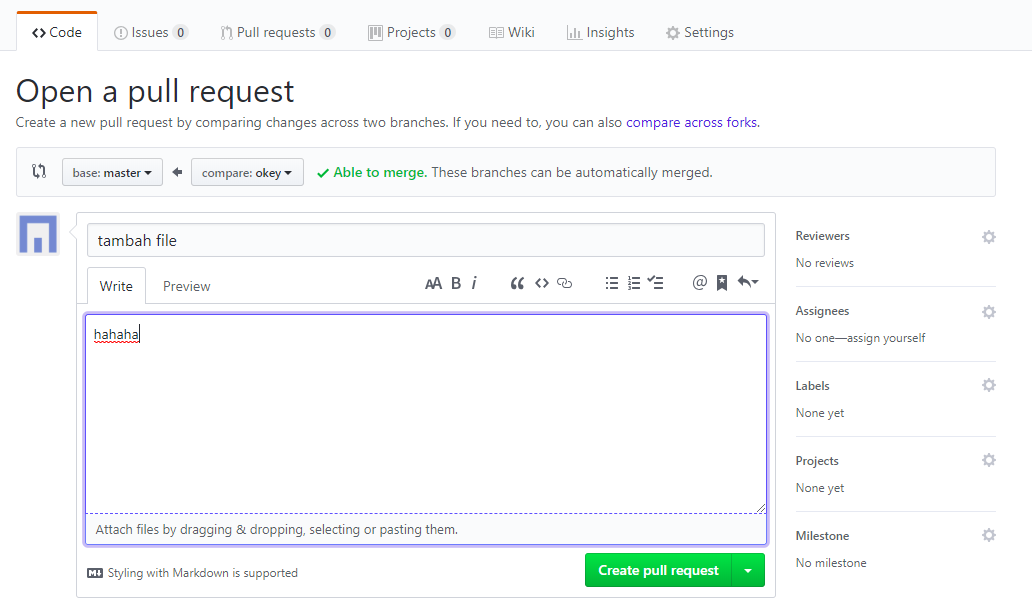 Code Issues 0 Pull requests 0 Projects 0 Wiki Insights Settings
Open a pull request
Create a new pull request by comparing changes across two branches. If you need to, you can also compare across forks.
base: master compare: okey Able to merge. These branches can be automatically merged.
tambah file
Write Preview
hahaha
Attach files by dragging & dropping, selecting or pasting them.
Styling with Markdown is supported
Create pull request
Reviewers
No reviews
Assignees
No one—assign yourself
Labels
None yet
Projects
None yet
Milestone
No milestone